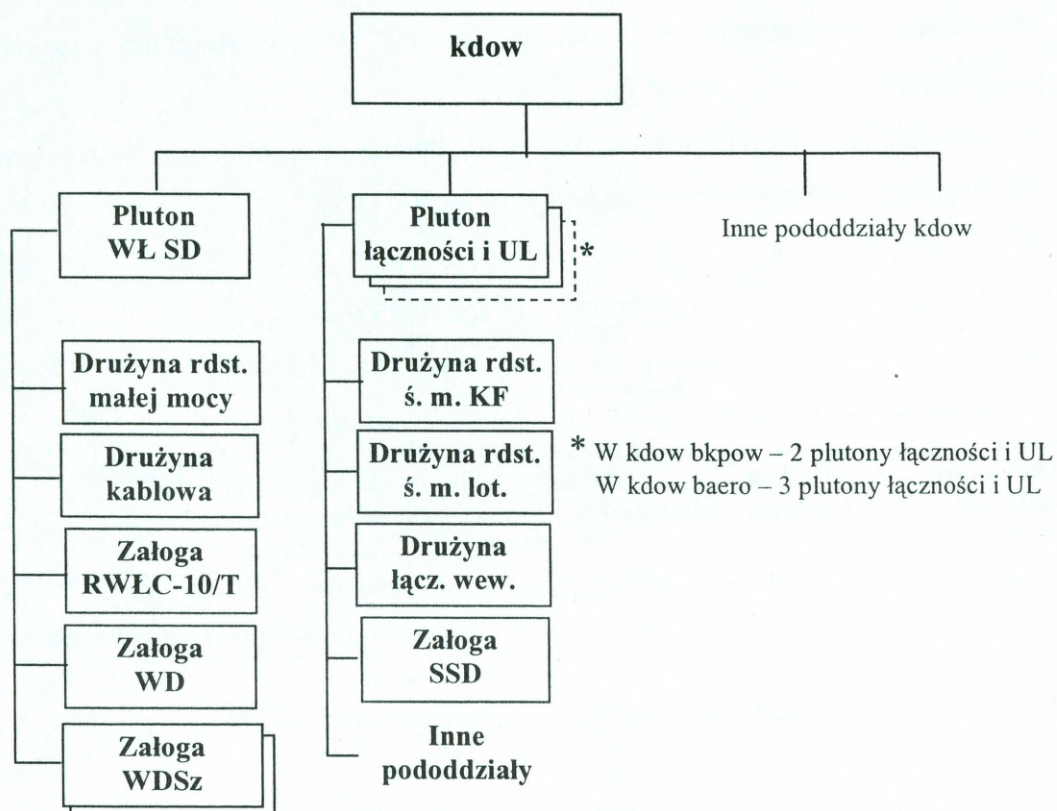 kdow
Pluton
WŁ SD
Pluton
łączności i UL
*
Inne pododdziały kdow
Drużyna rdst.
małej mocy
Drużyna
kablowa
Załoga
RWŁC-10/T
Załoga
WD
Załoga
WDSz
Drużyna rdst.
ś. m. KF
Drużyna rdst.
ś. m. lot.
Drużyna
łącz. wew.
Załoga
SSD
Inne
pododdziały
* W kdow bkpow – 2 plutony łączności i UL
W kdow baero – 3 plutony łączności i UL